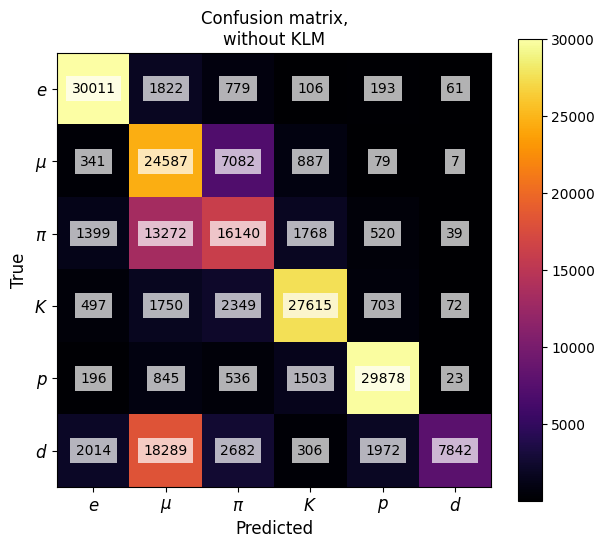 Confusion matrix,
without KLM
e 30011 1822 779 106 193 61
μ 341 24587 7082 887 79 7
π 1399 13272 16140 1768 520 39
K 497 1750 2349 27615 703 72
p 196 845 536 1503 29878 23
d 2014 18289 2682 306 1972 7842
e μ π K p d
Predicted
True
30000
25000
20000
15000
10000
5000